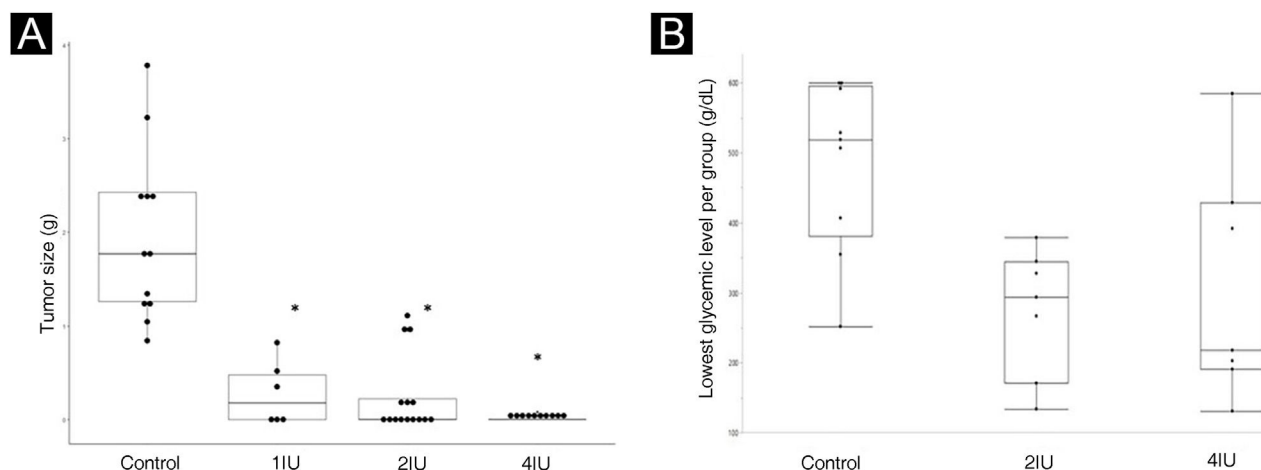 A
Tumor size (g)
4
3
2
1
0
*
*
*
Control
1IU
2IU
4IU
B
Lowest glycemic level per group (g/dL)
600
500
400
300
200
100
Control
2IU
4IU